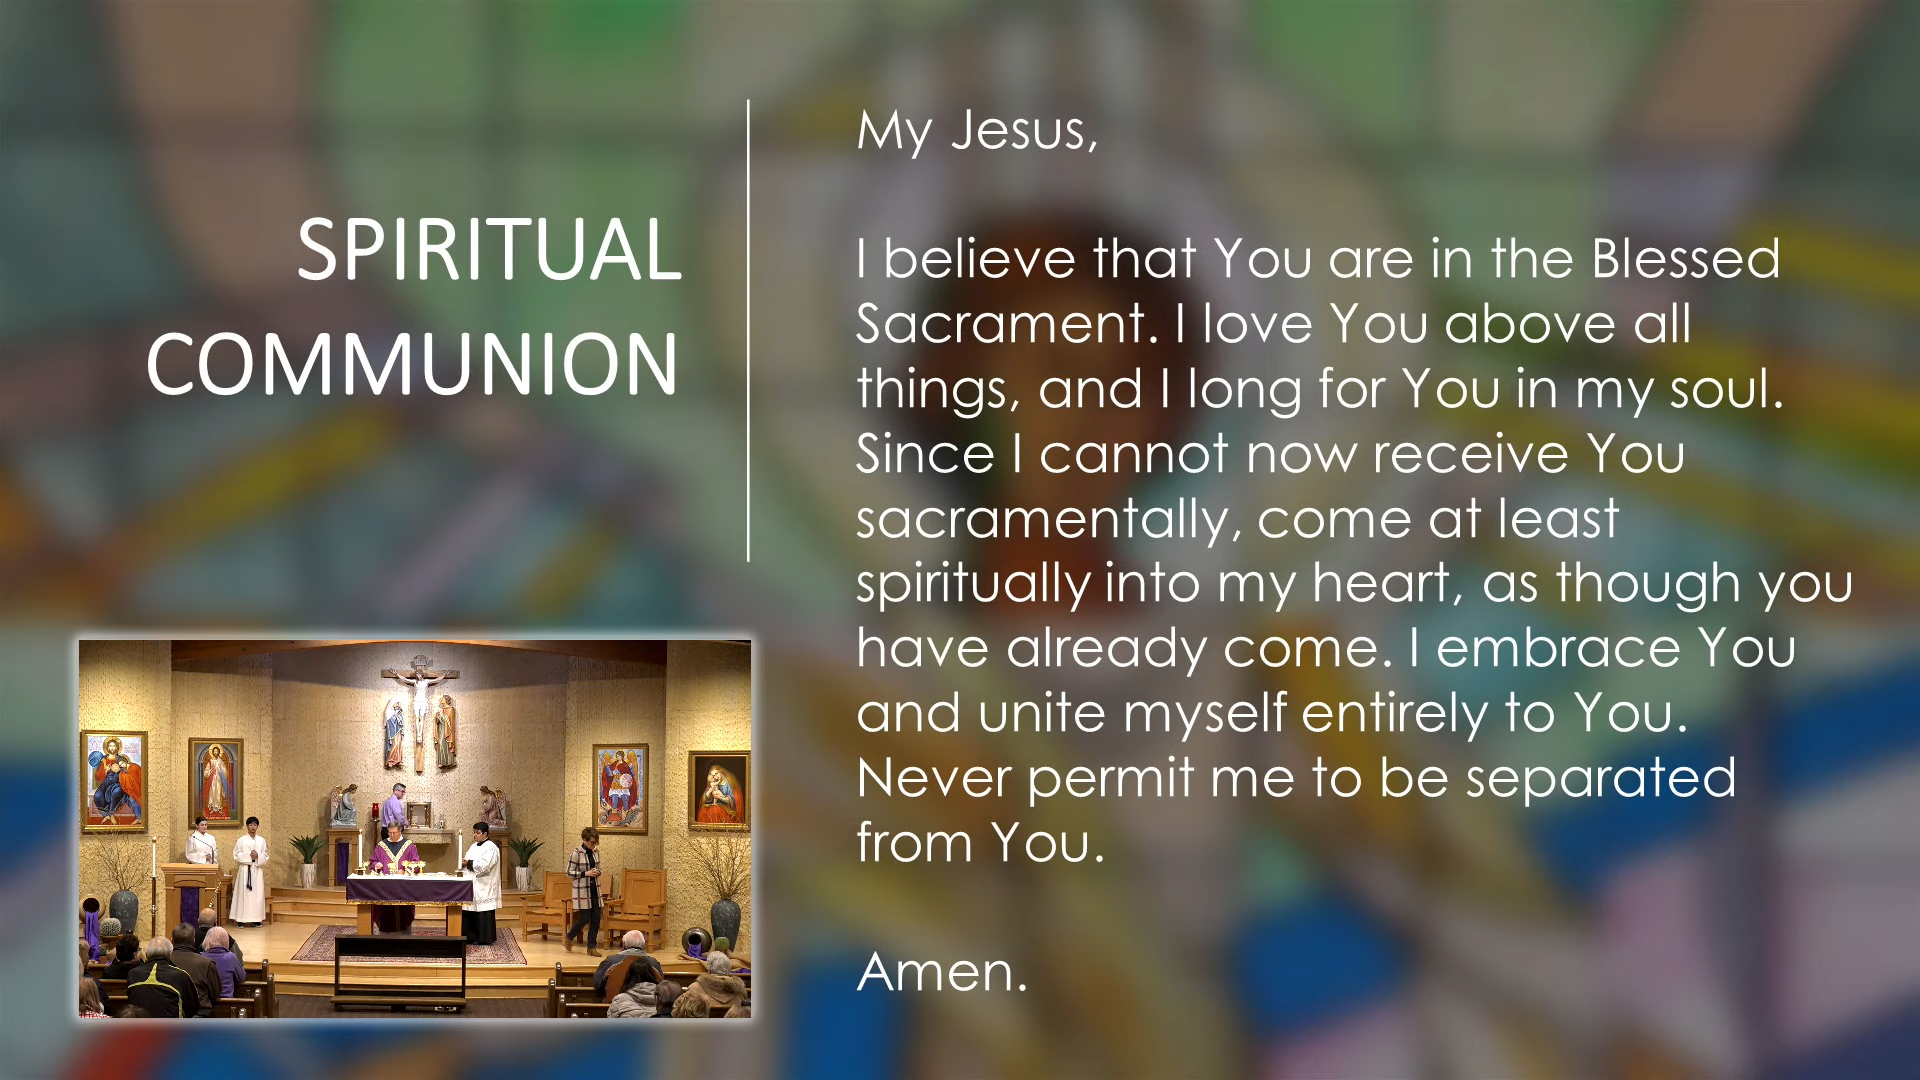 SPIRITUAL
COMMUNION
My Jesus,
I believe that You are in the Blessed
Sacrament. I love You above all
things, and I long for You in my soul.
Since I cannot now receive You
sacramentally, come at least
spiritually into my heart, as though you
have already come. I embrace You
and unite myself entirely to You.
Never permit me to be separated
from You.
Amen.